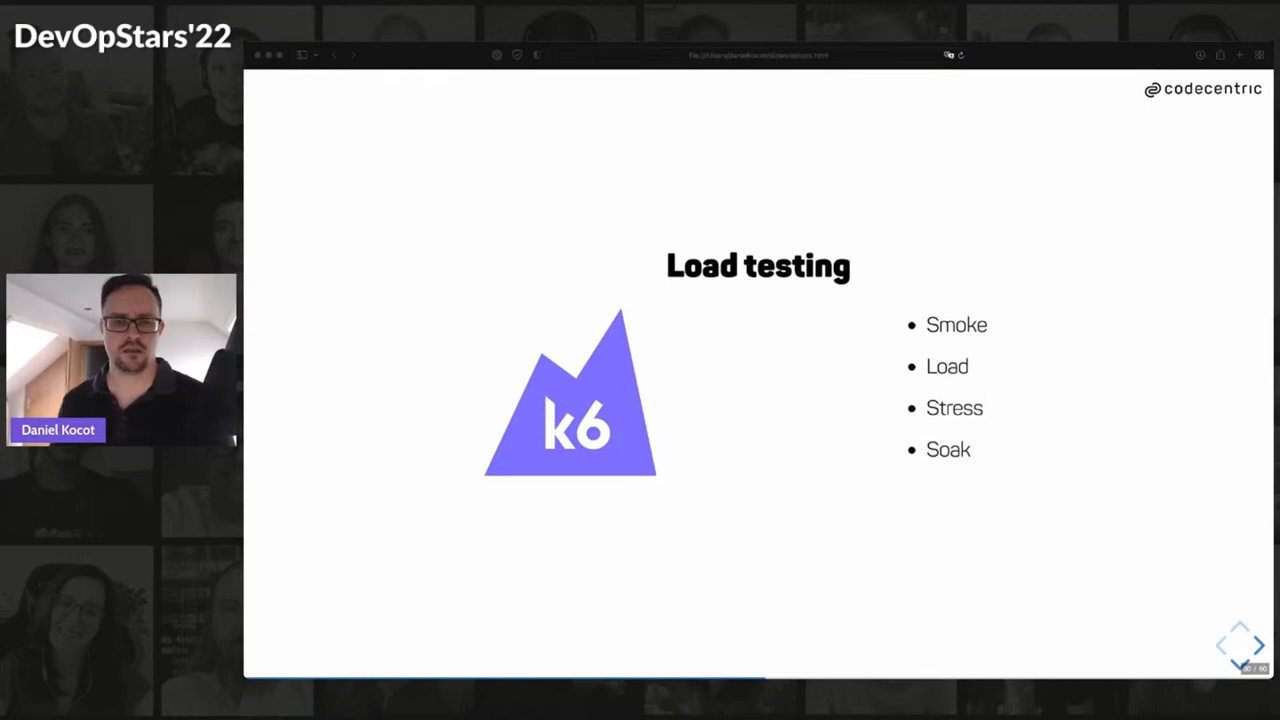 DevOpStars'22
codecentric
Load testing
k6
Smoke
Load
Stress
Soak
Daniel Kocot